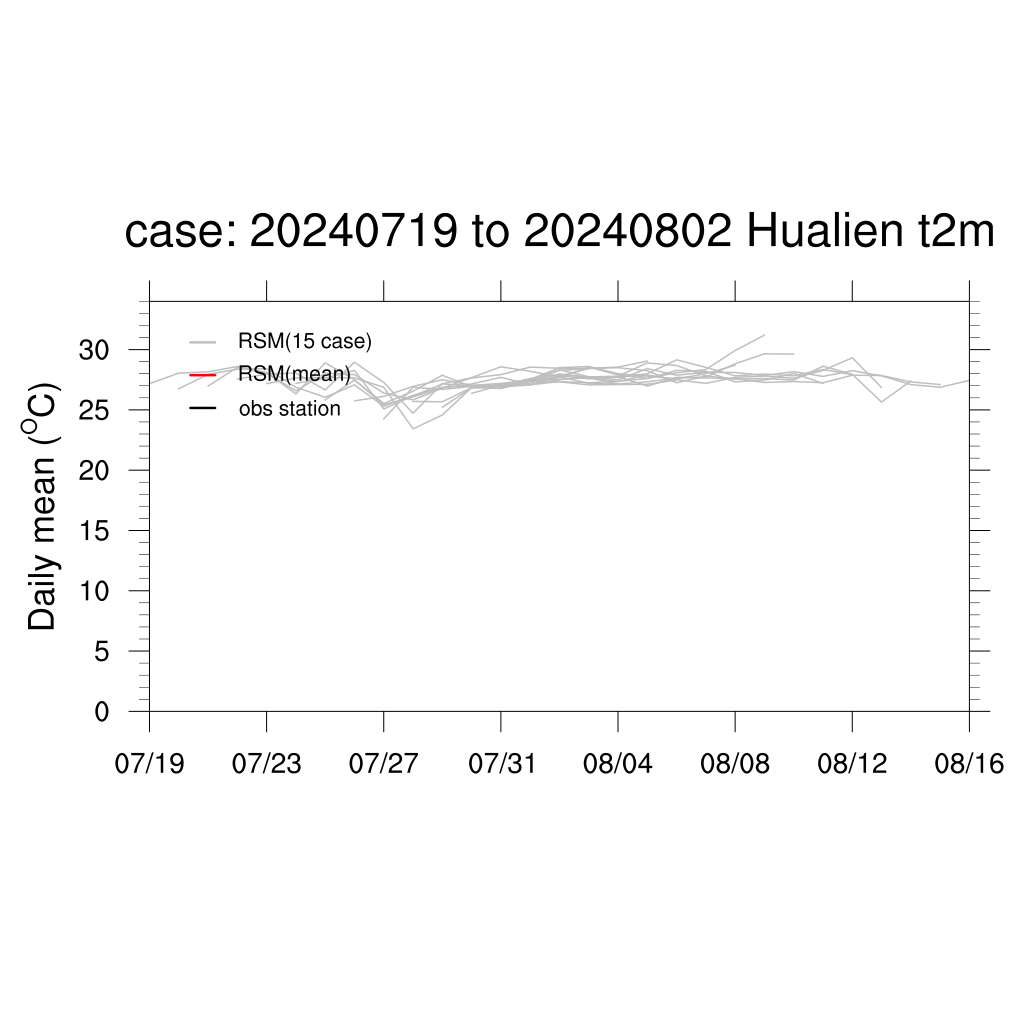 case: 20240719 to 20240802 Hualien t2m
RSM(15 case)
RSM(mean)
obs station
Daily mean (°C)
30
25
20
15
10
5
0
07/19 07/23 07/27 07/31 08/04 08/08 08/12 08/16